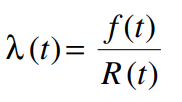 λ(t) = f(t) / R(t)